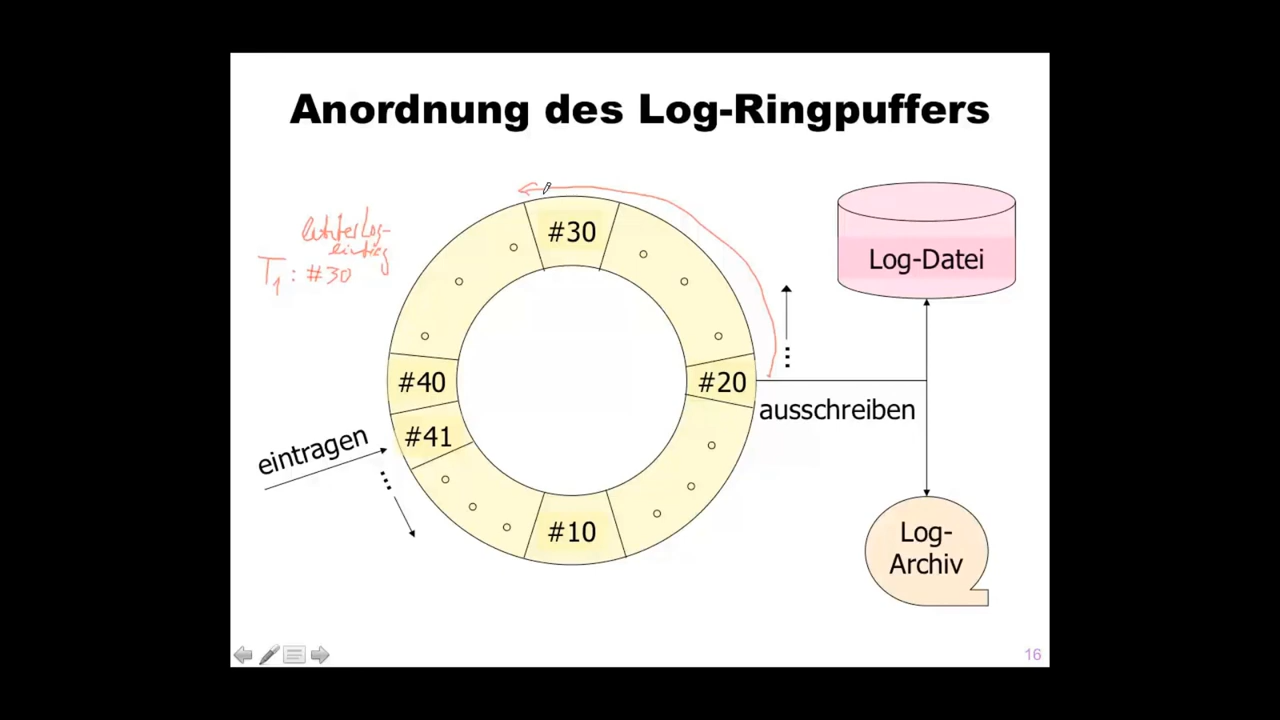 Anordnung des Log-Ringpuffers
letzter Log-
eintrag
T1: #30
#30
Log-Datei
#40
#20
ausschreiben
#41
eintragen
#10
Log-
Archiv
16